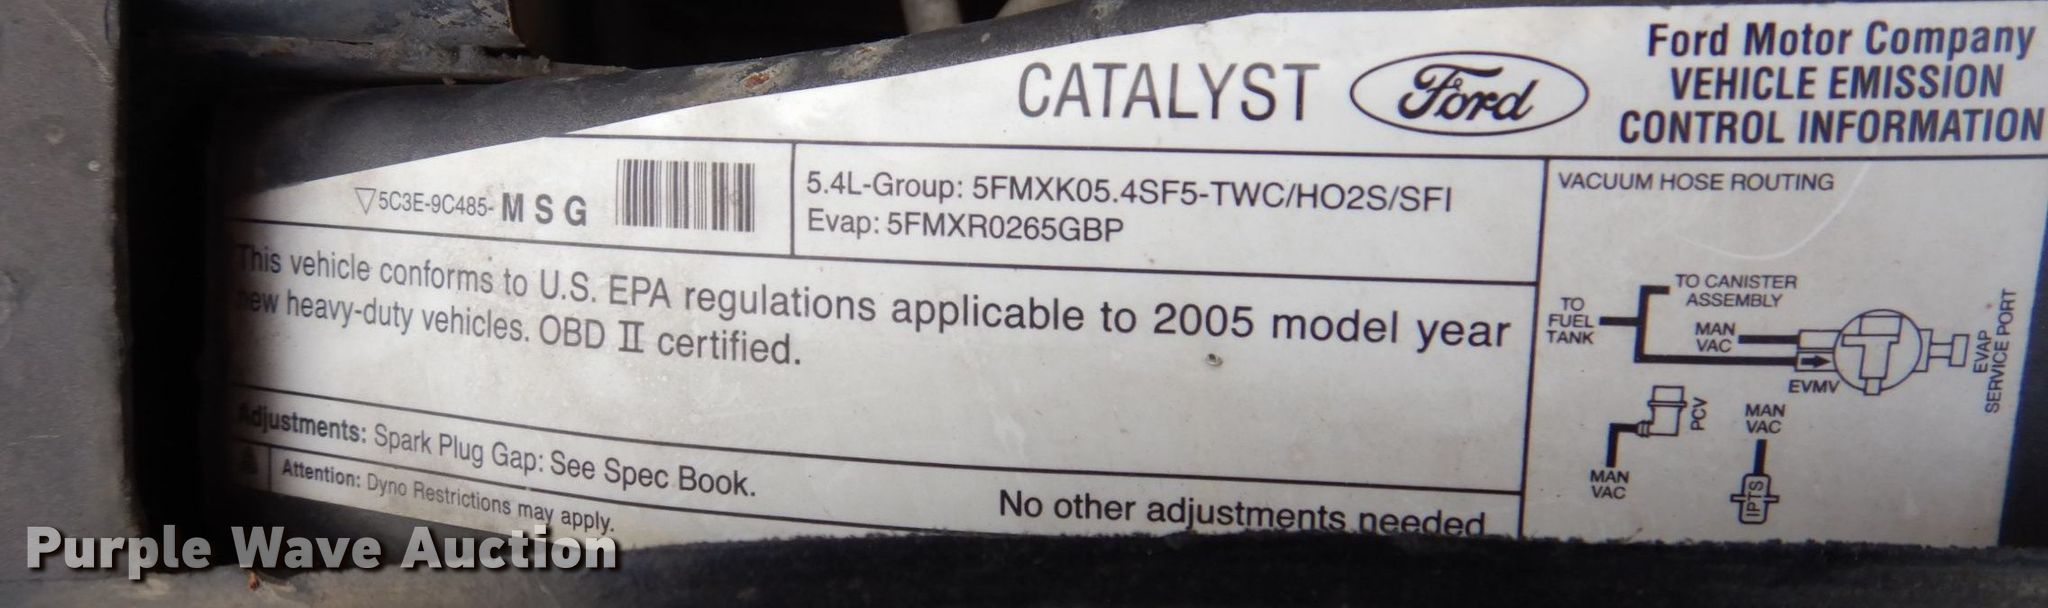 CATALYST
Ford
Ford Motor Company
VEHICLE EMISSION
CONTROL INFORMATION
5C3E-9C485- MSG
5.4L-Group: 5FMXK05.4SF5-TWC/HO2S/SFI
Evap: 5FMXR0265GBP
This vehicle conforms to U.S. EPA regulations applicable to 2005 model year
new heavy-duty vehicles. OBD II certified.
Adjustments: Spark Plug Gap: See Spec Book.
No other adjustments needed
Attention: Dyno Restrictions may apply.
VACUUM HOSE ROUTING
TO CANISTER
ASSEMBLY
TO
FUEL
TANK
MAN
VAC
EVMV
EVAP
SERVICE PORT
PCV
MAN
VAC
MAN
VAC
IPTS
Purple Wave Auction